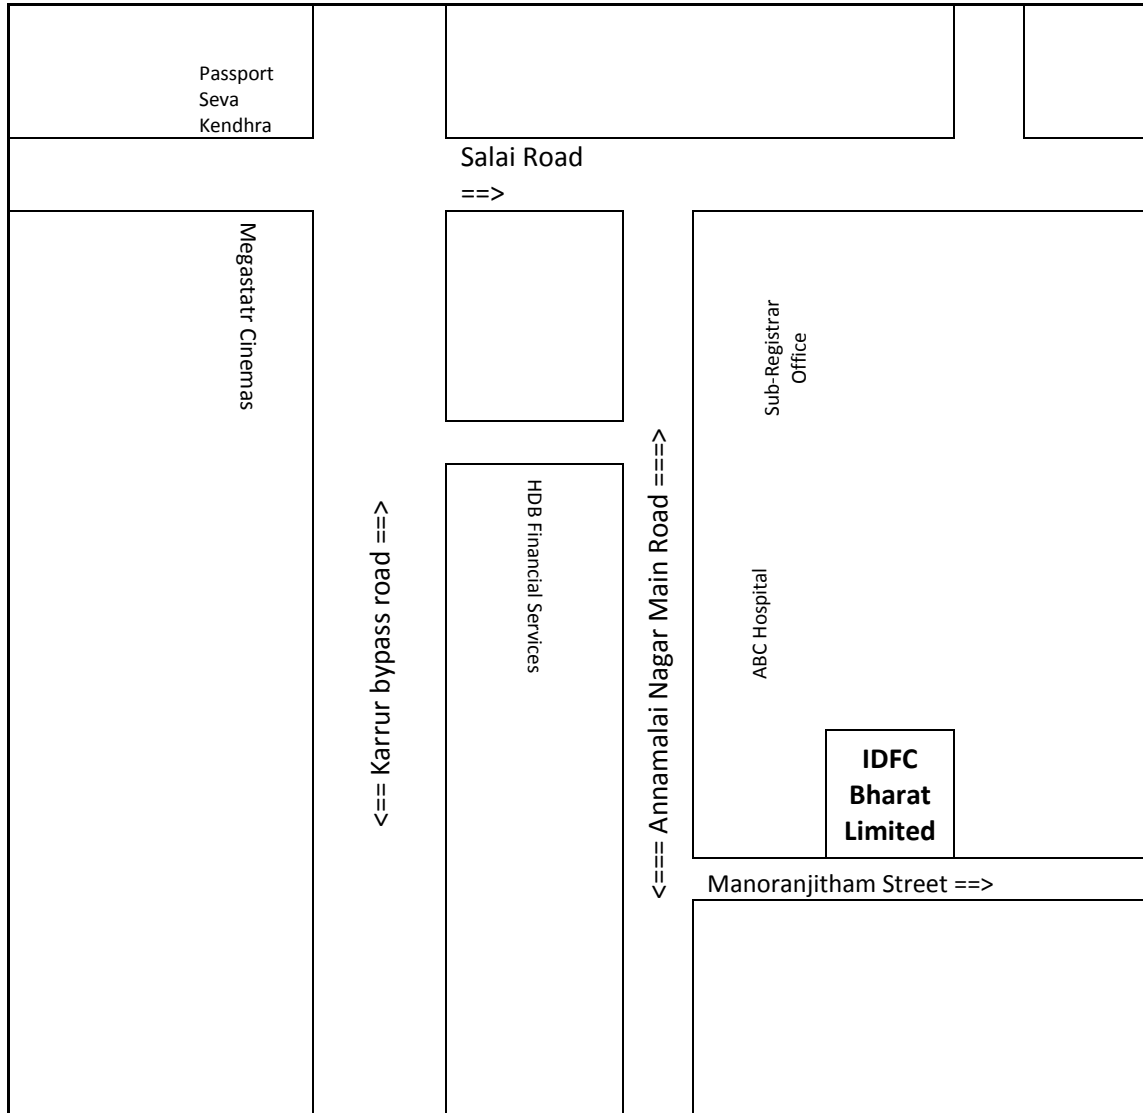 Passport
Seva
Kendhra
Salai Road
==>
Megastatr Cinemas
Sub-Registrar
Office
<=== Annamalai Nagar Main Road ====>
HDB Financial Services
<== Karrur bypass road ==>
ABC Hospital
IDFC
Bharat
Limited
Manoranjitham Street ==>